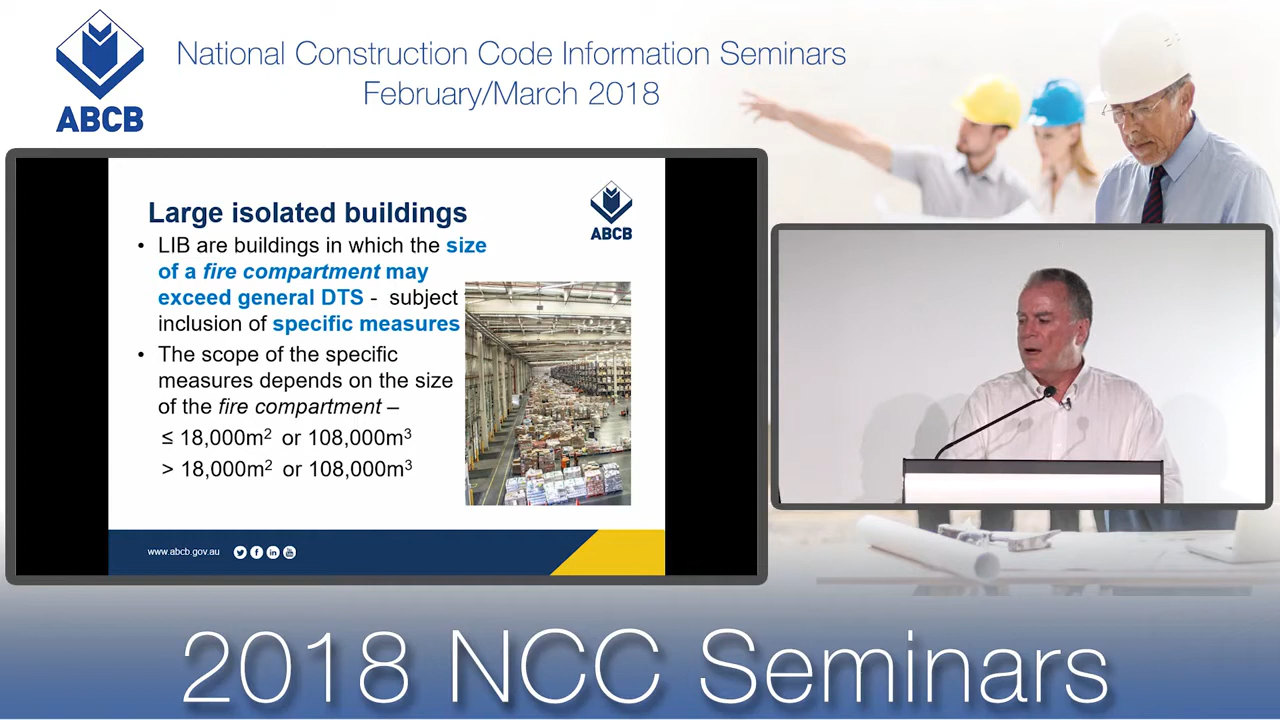 ABCB
National Construction Code Information Seminars
February/March 2018
Large isolated buildings
ABCB
• LIB are buildings in which the size
of a fire compartment may
exceed general DTS - subject
inclusion of specific measures
• The scope of the specific
measures depends on the size
of the fire compartment –
≤ 18,000m² or 108,000m³
> 18,000m² or 108,000m³
www.abcb.gov.au
2018 NCC Seminars